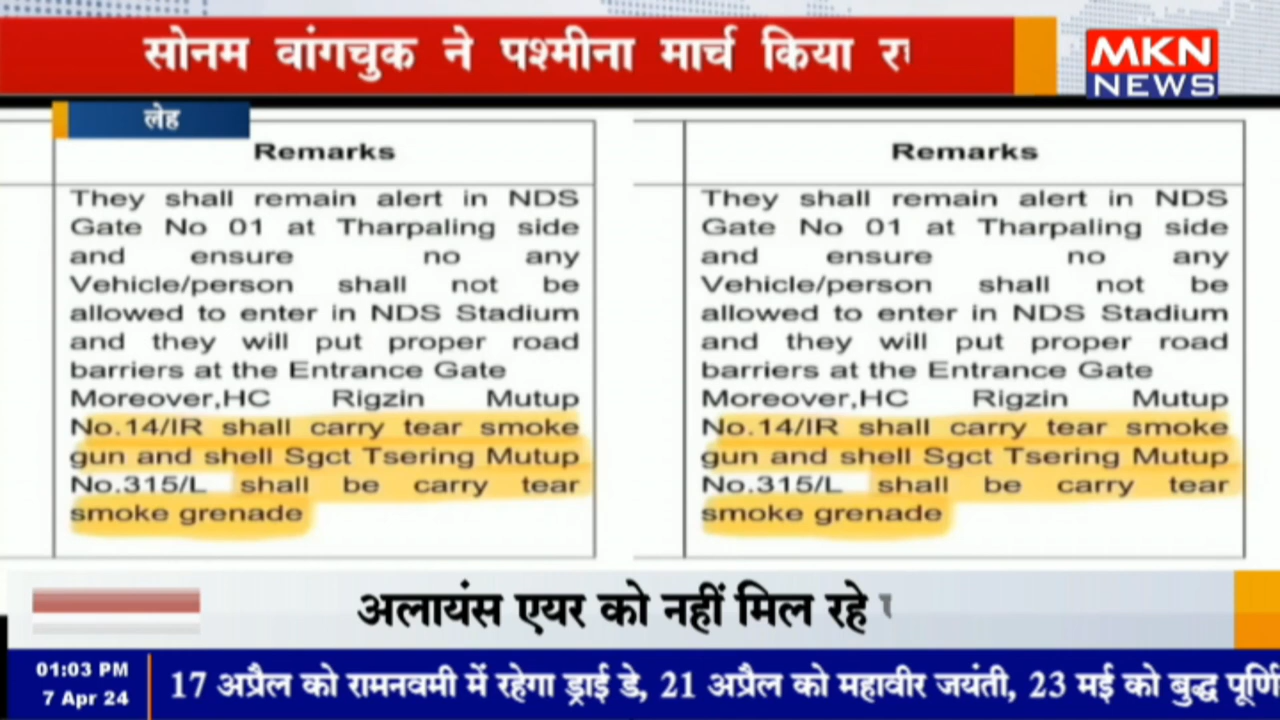 सोनम वांगचुक ने पश्मीना मार्च किया
MKN
NEWS
लेह
Remarks
They shall remain alert in NDS
Gate No 01 at Tharpaling side
and ensure no any
Vehicle/person shall not be
allowed to enter in NDS Stadium
and they will put proper road
barriers at the Entrance Gate
Moreover,HC Rigzin Mutup
No.14/IR shall carry tear smoke
gun and shell Sgct Tsering Mutup
No.315/L shall be carry tear
smoke grenade
Remarks
They shall remain alert in NDS
Gate No 01 at Tharpaling side
and ensure no any
Vehicle/person shall not be
allowed to enter in NDS Stadium
and they will put proper road
barriers at the Entrance Gate
Moreover,HC Rigzin Mutup
No.14/IR shall carry tear smoke
gun and shell Sgct Tsering Mutup
No.315/L shall be carry tear
smoke grenade
अलायंस एयर को नहीं मिल रहे
01:03 PM
7 Apr 24
17 अप्रैल को रामनवमी में रहेगा ड्राई डे, 21 अप्रैल को महावीर जयंती, 23 मई को बुद्ध